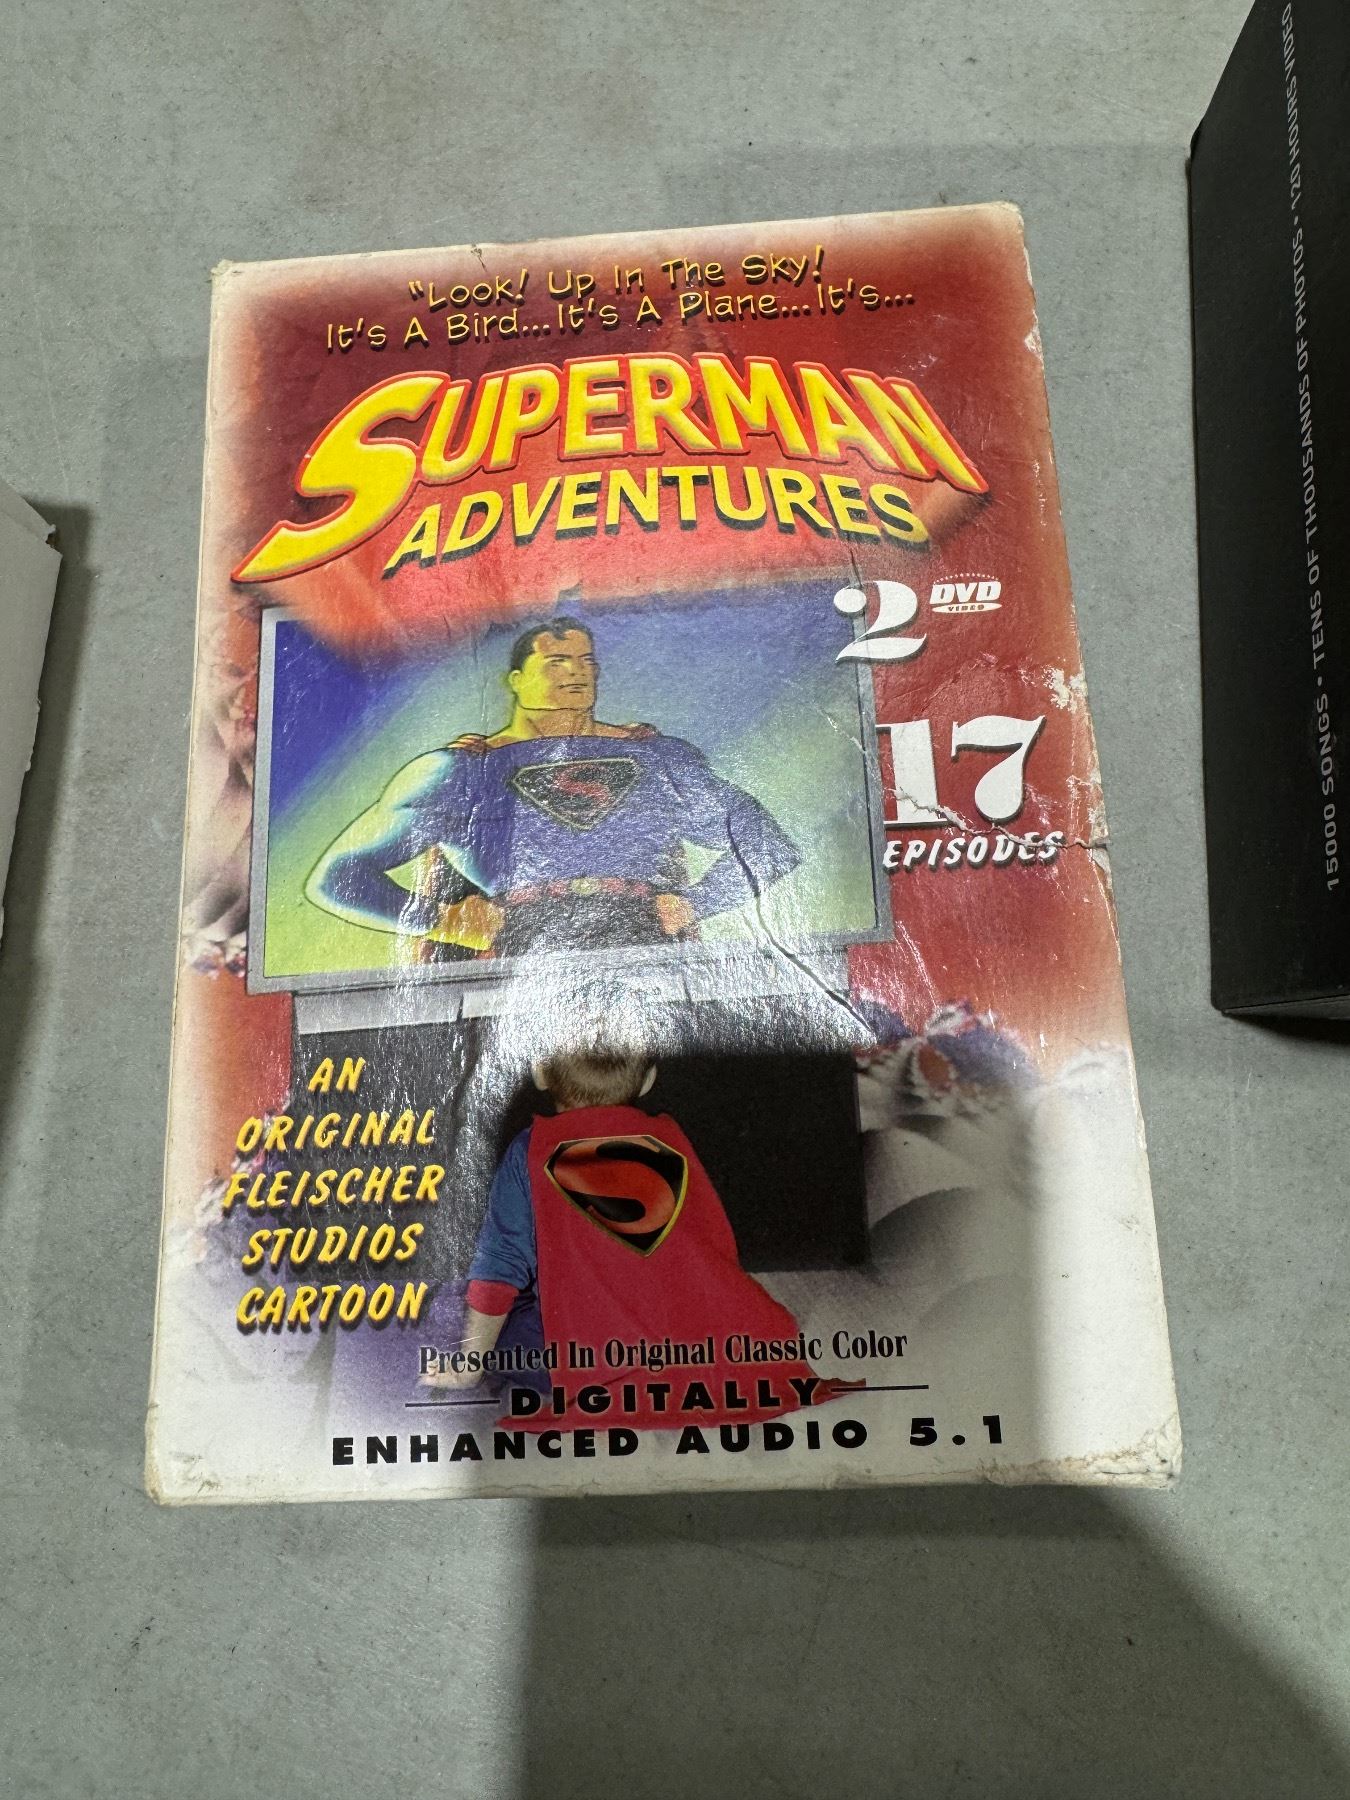 "Look! Up In The Sky!
It's A Bird...It's A Plane...It's...
SUPERMAN
ADVENTURES
2 DVD
VIDEO
17
EPISODES
S
AN
ORIGINAL
FLEISCHER
STUDIOS
CARTOON
S
Presented In Original Classic Color
DIGITALLY
ENHANCED AUDIO 5.1
15000 SONGS • TENS OF THOUSANDS OF PHOTOS • 120 HOURS VIDEO